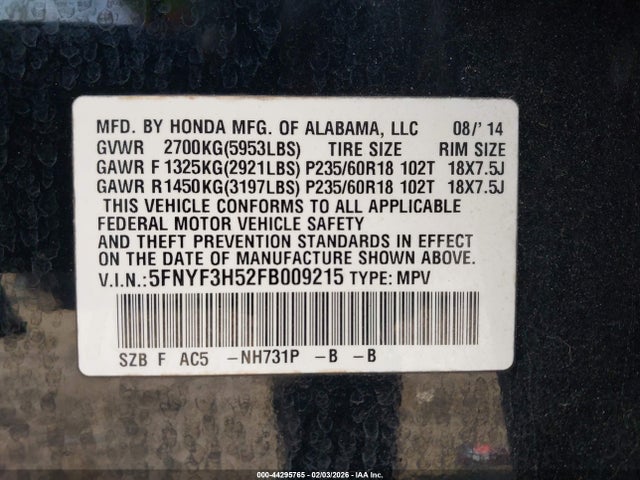 MFD. BY HONDA MFG. OF ALABAMA, LLC 08/'14
GVWR 2700KG(5953LBS) TIRE SIZE RIM SIZE
GAWR F 1325KG(2921LBS) P235/60R18 102T 18X7.5J
GAWR R1450KG(3197LBS) P235/60R18 102T 18X7.5J
THIS VEHICLE CONFORMS TO ALL APPLICABLE
FEDERAL MOTOR VEHICLE SAFETY
AND THEFT PREVENTION STANDARDS IN EFFECT
ON THE DATE OF MANUFACTURE SHOWN ABOVE.
V.I.N.:5FNYF3H52FB009215 TYPE: MPV
SZB F AC5 -NH731P -B -B
000-44295765 - 02/03/2026 - IAA Inc.